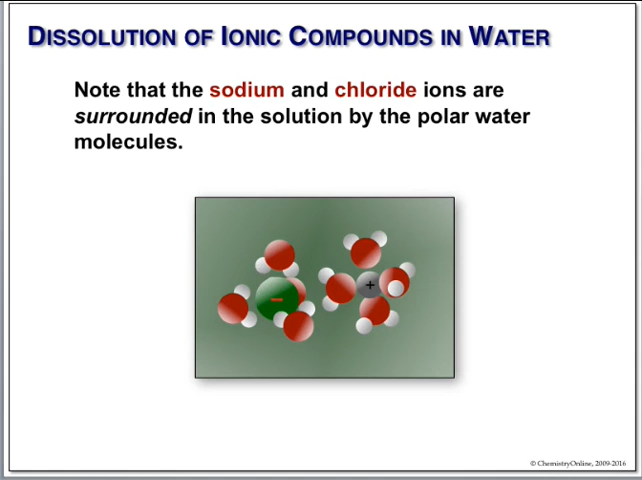 DISSOLUTION OF IONIC COMPOUNDS IN WATER
Note that the sodium and chloride ions are
surrounded in the solution by the polar water
molecules.
− +
© ChemistryOnline, 2009-2016